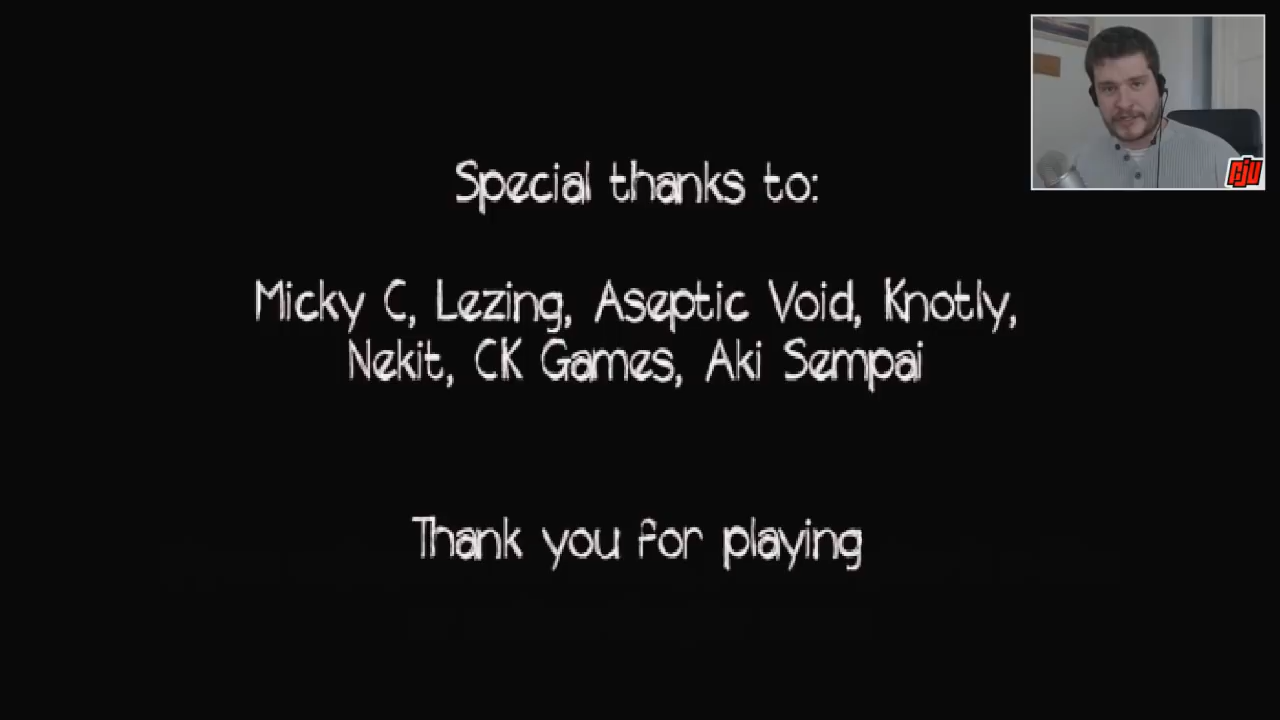 Special thanks to:
Micky C, Lezing, Aseptic Void, Knotly,
Nekit, CK Games, Aki Sempai
Thank you for playing